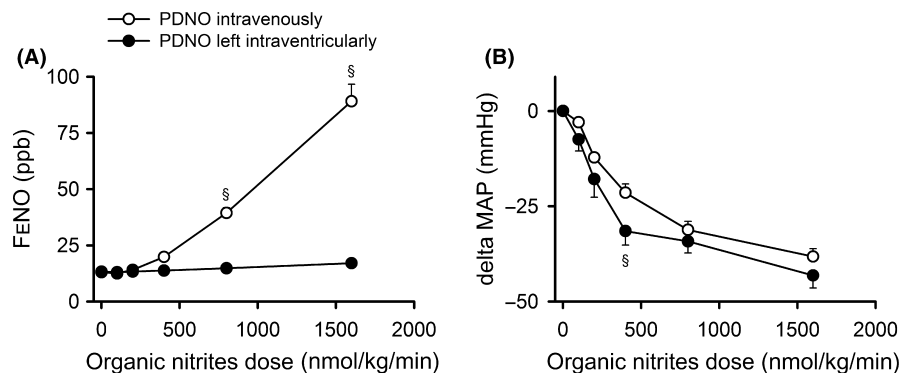 PDNO intravenously
PDNO left intraventricularly
(A)
§
§
100
75
50
25
0
FENO (ppb)
0 500 1000 1500 2000
Organic nitrites dose (nmol/kg/min)
(B)
0
−25
−50
delta MAP (mmHg)
§
0 500 1000 1500 2000
Organic nitrites dose (nmol/kg/min)